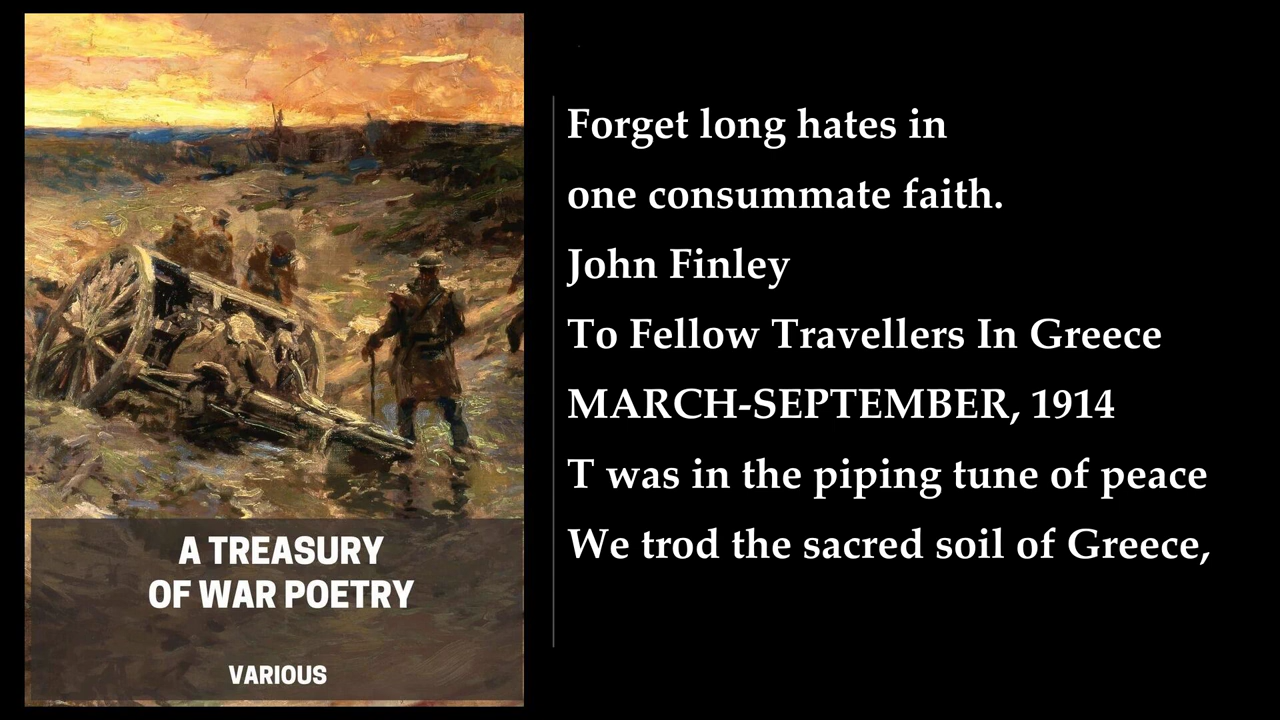 A TREASURY
OF WAR POETRY
VARIOUS
Forget long hates in
one consummate faith.
John Finley
To Fellow Travellers In Greece
MARCH-SEPTEMBER, 1914
T was in the piping tune of peace
We trod the sacred soil of Greece,